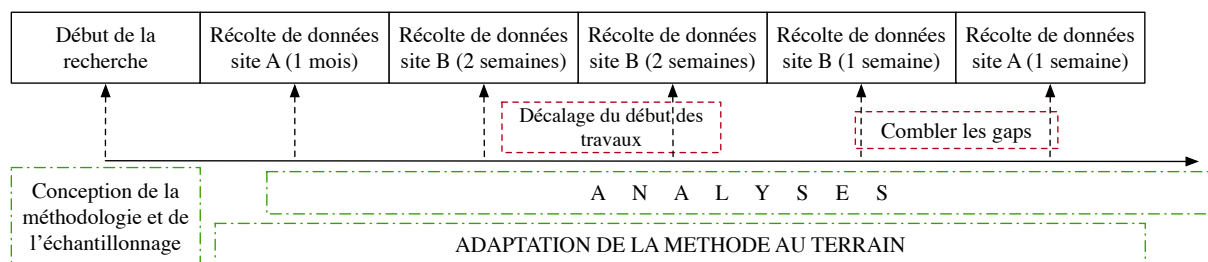 Début de la
recherche
Récolte de données
site A (1 mois)
Récolte de données
site B (2 semaines)
Récolte de données
site B (2 semaines)
Récolte de données
site B (1 semaine)
Récolte de données
site A (1 semaine)
Décalage du début des
travaux
Combler les gaps
Conception de la
méthodologie et de
l'échantillonnage
A N A L Y S E S
ADAPTATION DE LA METHODE AU TERRAIN